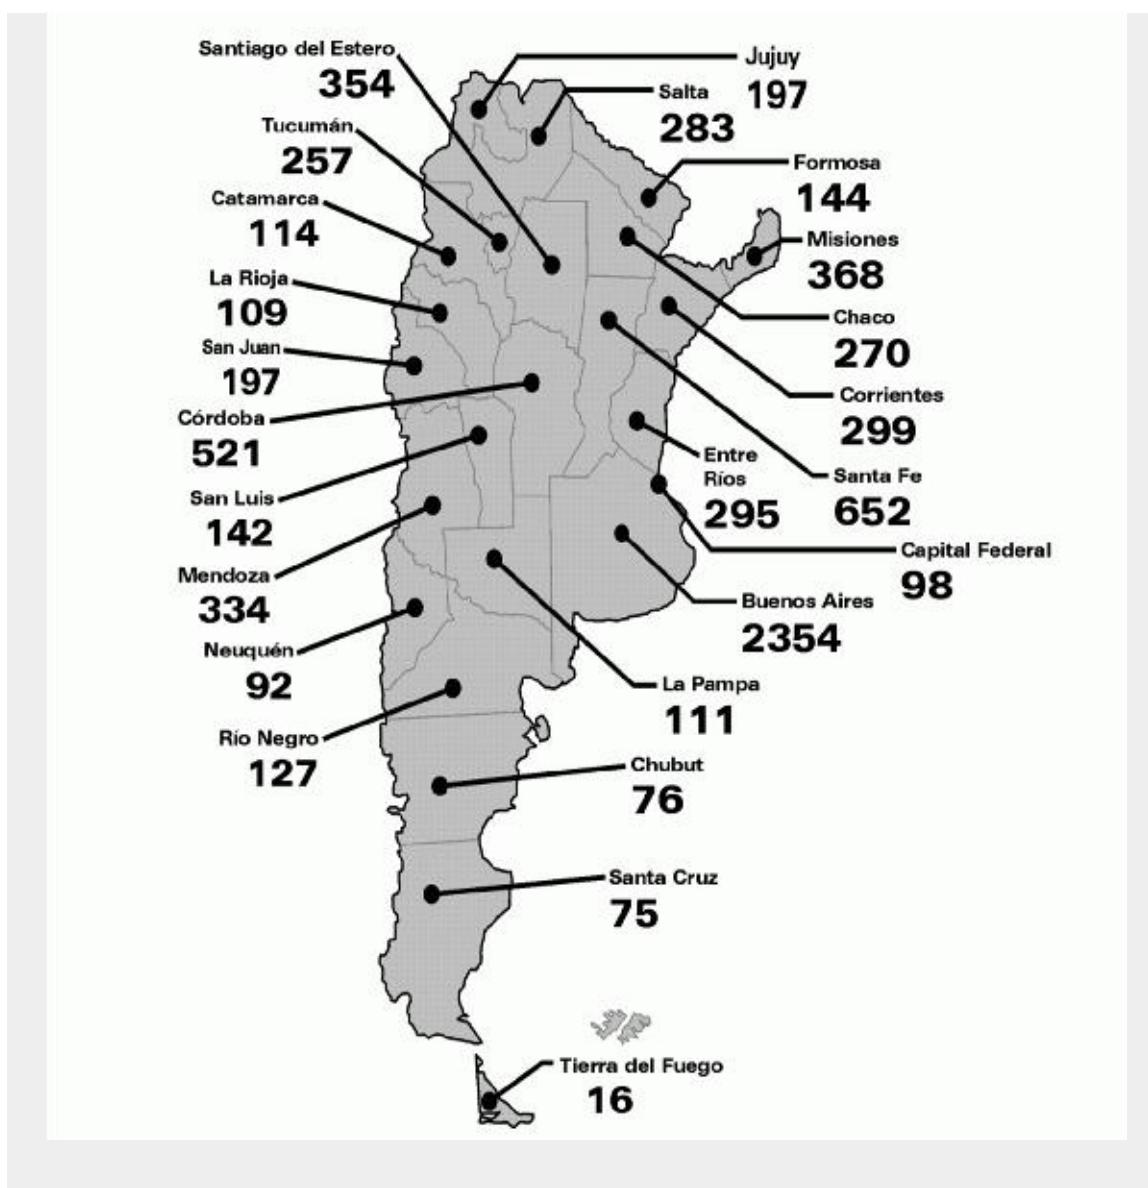 Santiago del Estero
354
Jujuy
197
Salta
283
Tucumán
257
Formosa
144
Catamarca
114
Misiones
368
La Rioja
109
Chaco
270
San Juan
197
Corrientes
299
Córdoba
521
Entre
Ríos
295
Santa Fe
652
San Luis
142
Capital Federal
98
Mendoza
334
Buenos Aires
2354
Neuquén
92
La Pampa
111
Río Negro
127
Chubut
76
Santa Cruz
75
Tierra del Fuego
16